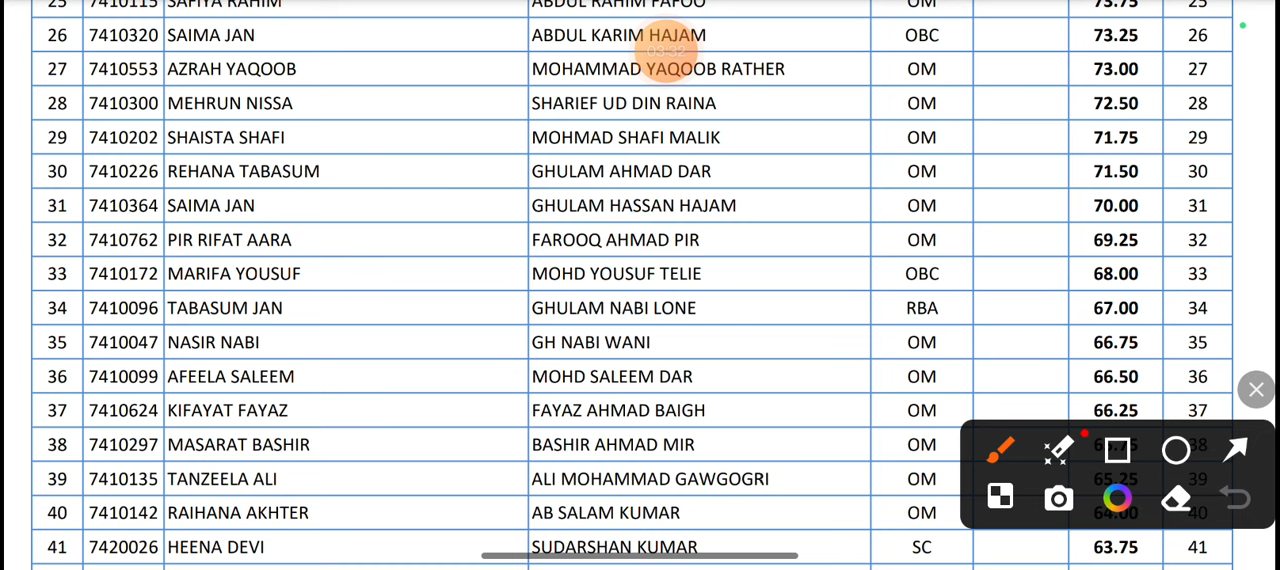 25 7410115 SAFIYA RAHIM ABDUL RAHIM FAFOO OM 73.75 25
26 7410320 SAIMA JAN ABDUL KARIM HAJAM OBC 73.25 26
03:32
27 7410553 AZRAH YAQOOB MOHAMMAD YAQOOB RATHER OM 73.00 27
28 7410300 MEHRUN NISSA SHARIEF UD DIN RAINA OM 72.50 28
29 7410202 SHAISTA SHAFI MOHMAD SHAFI MALIK OM 71.75 29
30 7410226 REHANA TABASUM GHULAM AHMAD DAR OM 71.50 30
31 7410364 SAIMA JAN GHULAM HASSAN HAJAM OM 70.00 31
32 7410762 PIR RIFAT AARA FAROOQ AHMAD PIR OM 69.25 32
33 7410172 MARIFA YOUSUF MOHD YOUSUF TELIE OBC 68.00 33
34 7410096 TABASUM JAN GHULAM NABI LONE RBA 67.00 34
35 7410047 NASIR NABI GH NABI WANI OM 66.75 35
36 7410099 AFEELA SALEEM MOHD SALEEM DAR OM 66.50 36
37 7410624 KIFAYAT FAYAZ FAYAZ AHMAD BAIGH OM 66.25 37
38 7410297 MASARAT BASHIR BASHIR AHMAD MIR OM 38
39 7410135 TANZEELA ALI ALI MOHAMMAD GAWGOGRI OM 65.25 39
40 7410142 RAIHANA AKHTER AB SALAM KUMAR OM 64.00 40
41 7420026 HEENA DEVI SUDARSHAN KUMAR SC 63.75 41